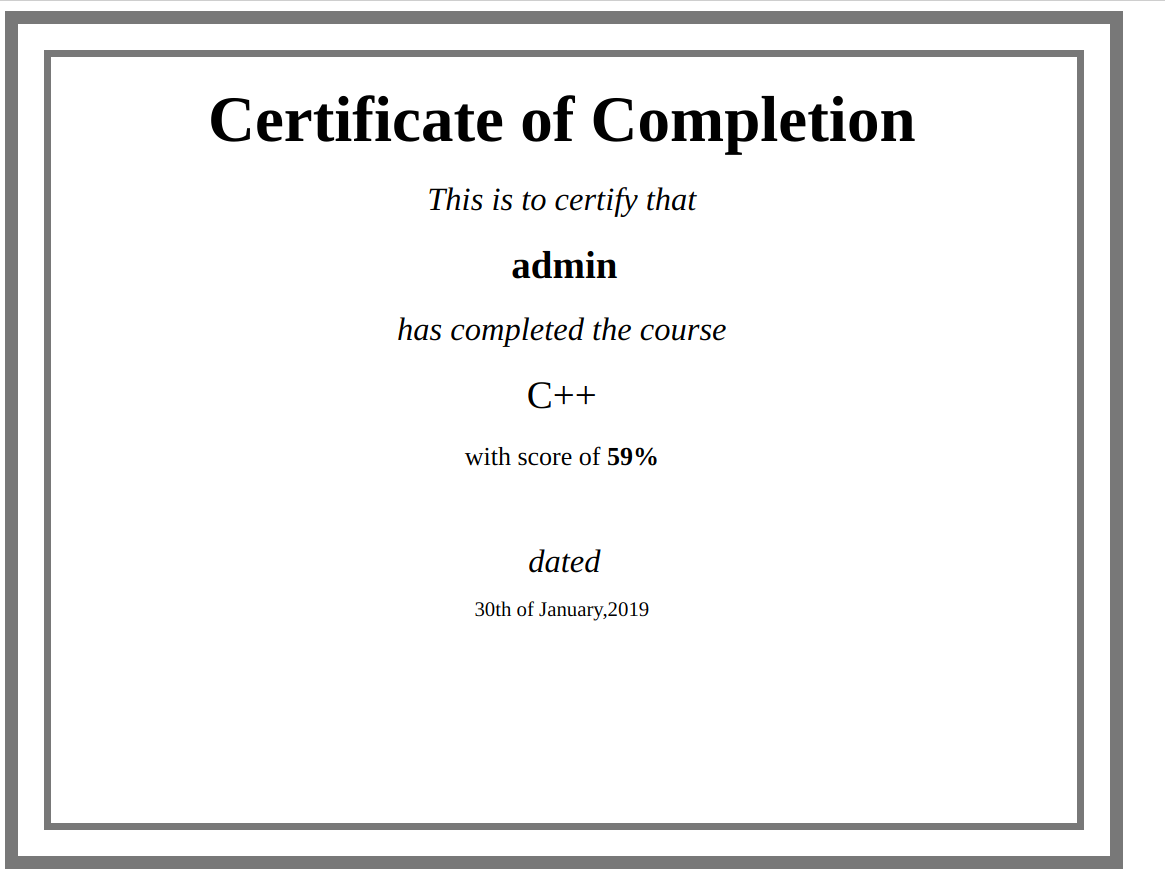 Certificate of Completion
This is to certify that
admin
has completed the course
C++
with score of 59%
dated
30th of January,2019